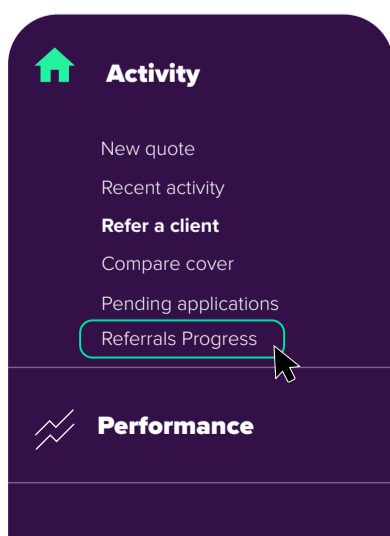 Activity
New quote
Recent activity
Refer a client
Compare cover
Pending applications
Referrals Progress
Performance